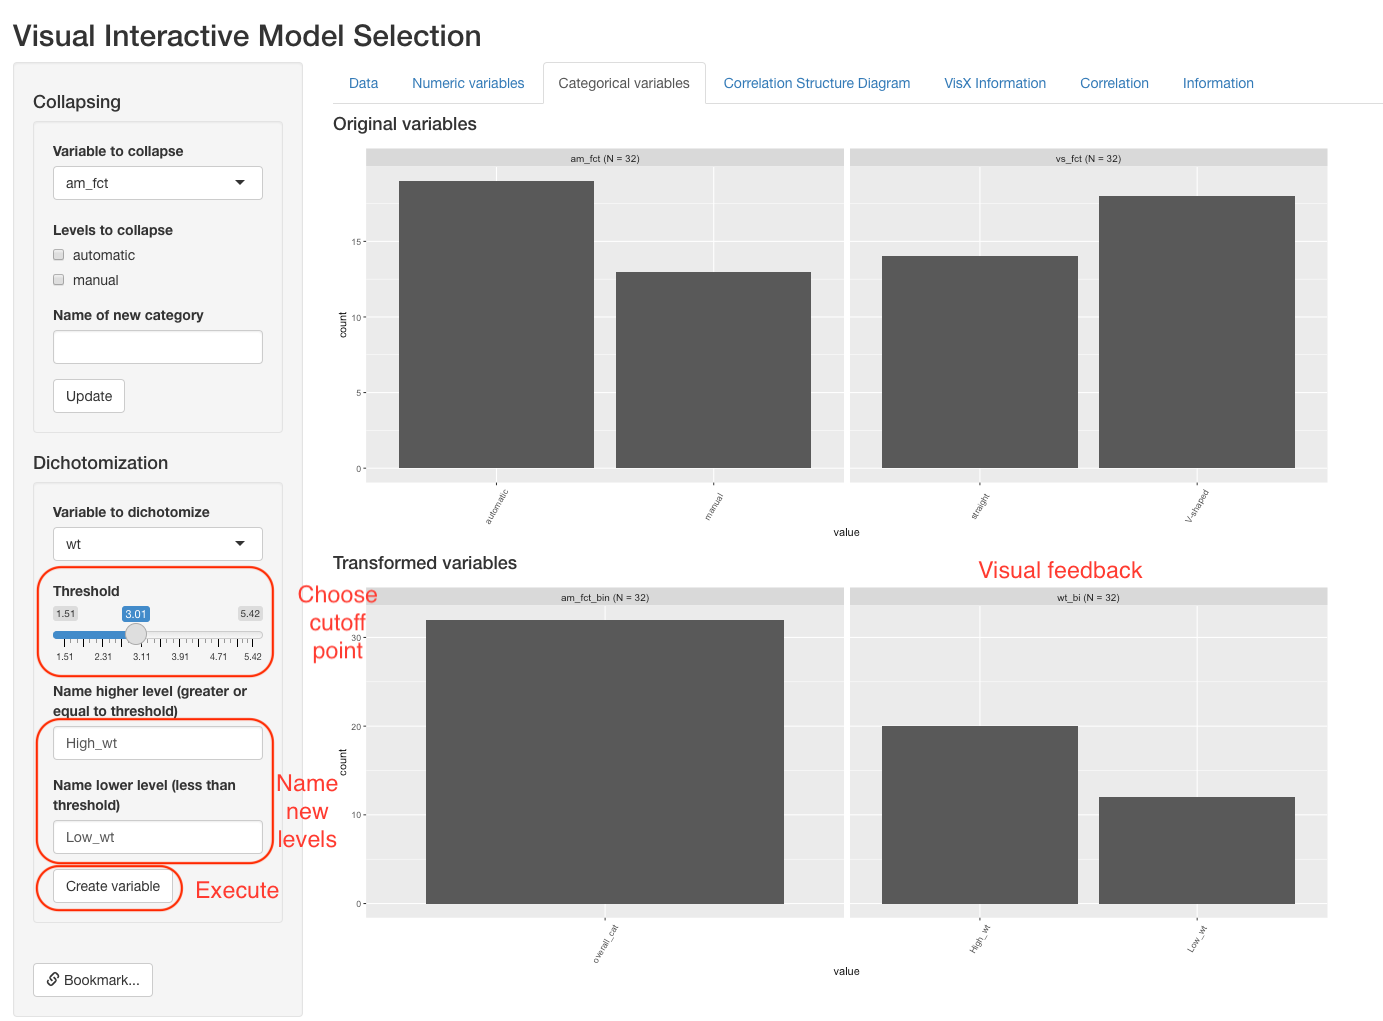 Visual Interactive Model Selection
Data Numeric variables Categorical variables Correlation Structure Diagram VisX Information Correlation Information
Collapsing
Variable to collapse
am_fct
Levels to collapse
automatic
manual
Name of new category
Update
Dichotomization
Variable to dichotomize
wt
Threshold
1.51 3.01 5.42
1.51 2.31 3.11 3.91 4.71 5.42
Name higher level (greater or
equal to threshold)
High_wt
Name lower level (less than
threshold)
Low_wt
Create variable
Bookmark...
Choose
cutoff
point
Name
new
levels
Execute
Original variables
am_fct (N = 32) vs_fct (N = 32)
15
10
5
0
count
automatic manual straight V-shaped
value
Transformed variables
Visual feedback
am_fct_bin (N = 32) wt_bi (N = 32)
30
20
10
0
count
overall_cat High_wt Low_wt
value